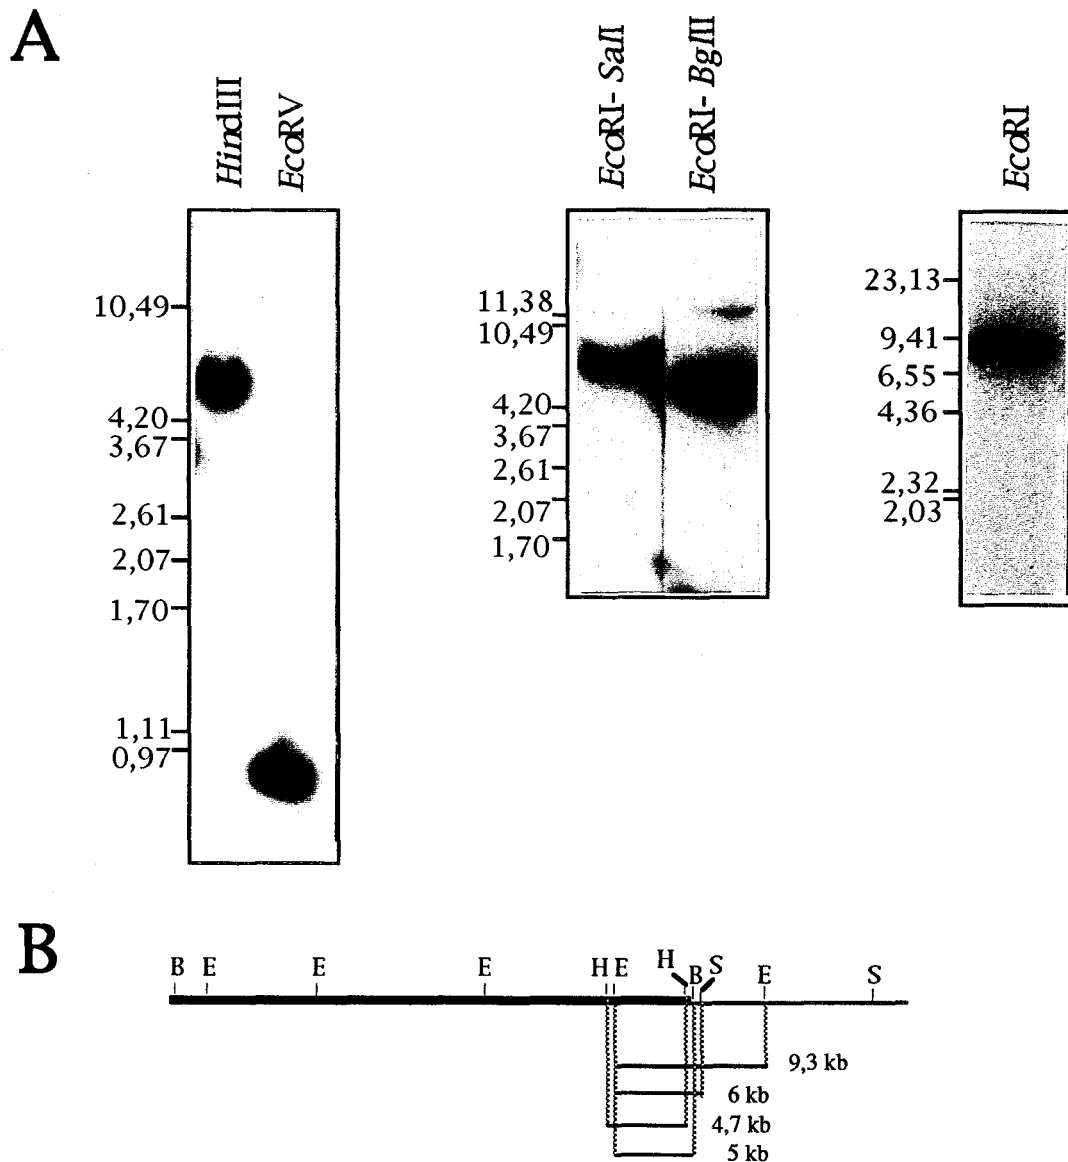 A
HindIII
EcoRV
EcoRI- SalI
EcoRI- BglII
EcoRI
10,49
4,20
3,67
2,61
2,07
1,70
1,11
0,97
11,38
10,49
4,20
3,67
2,61
2,07
1,70
23,13
9,41
6,55
4,36
2,32
2,03
B
B E E E H E H B S E S
9,3 kb
6 kb
4,7 kb
5 kb